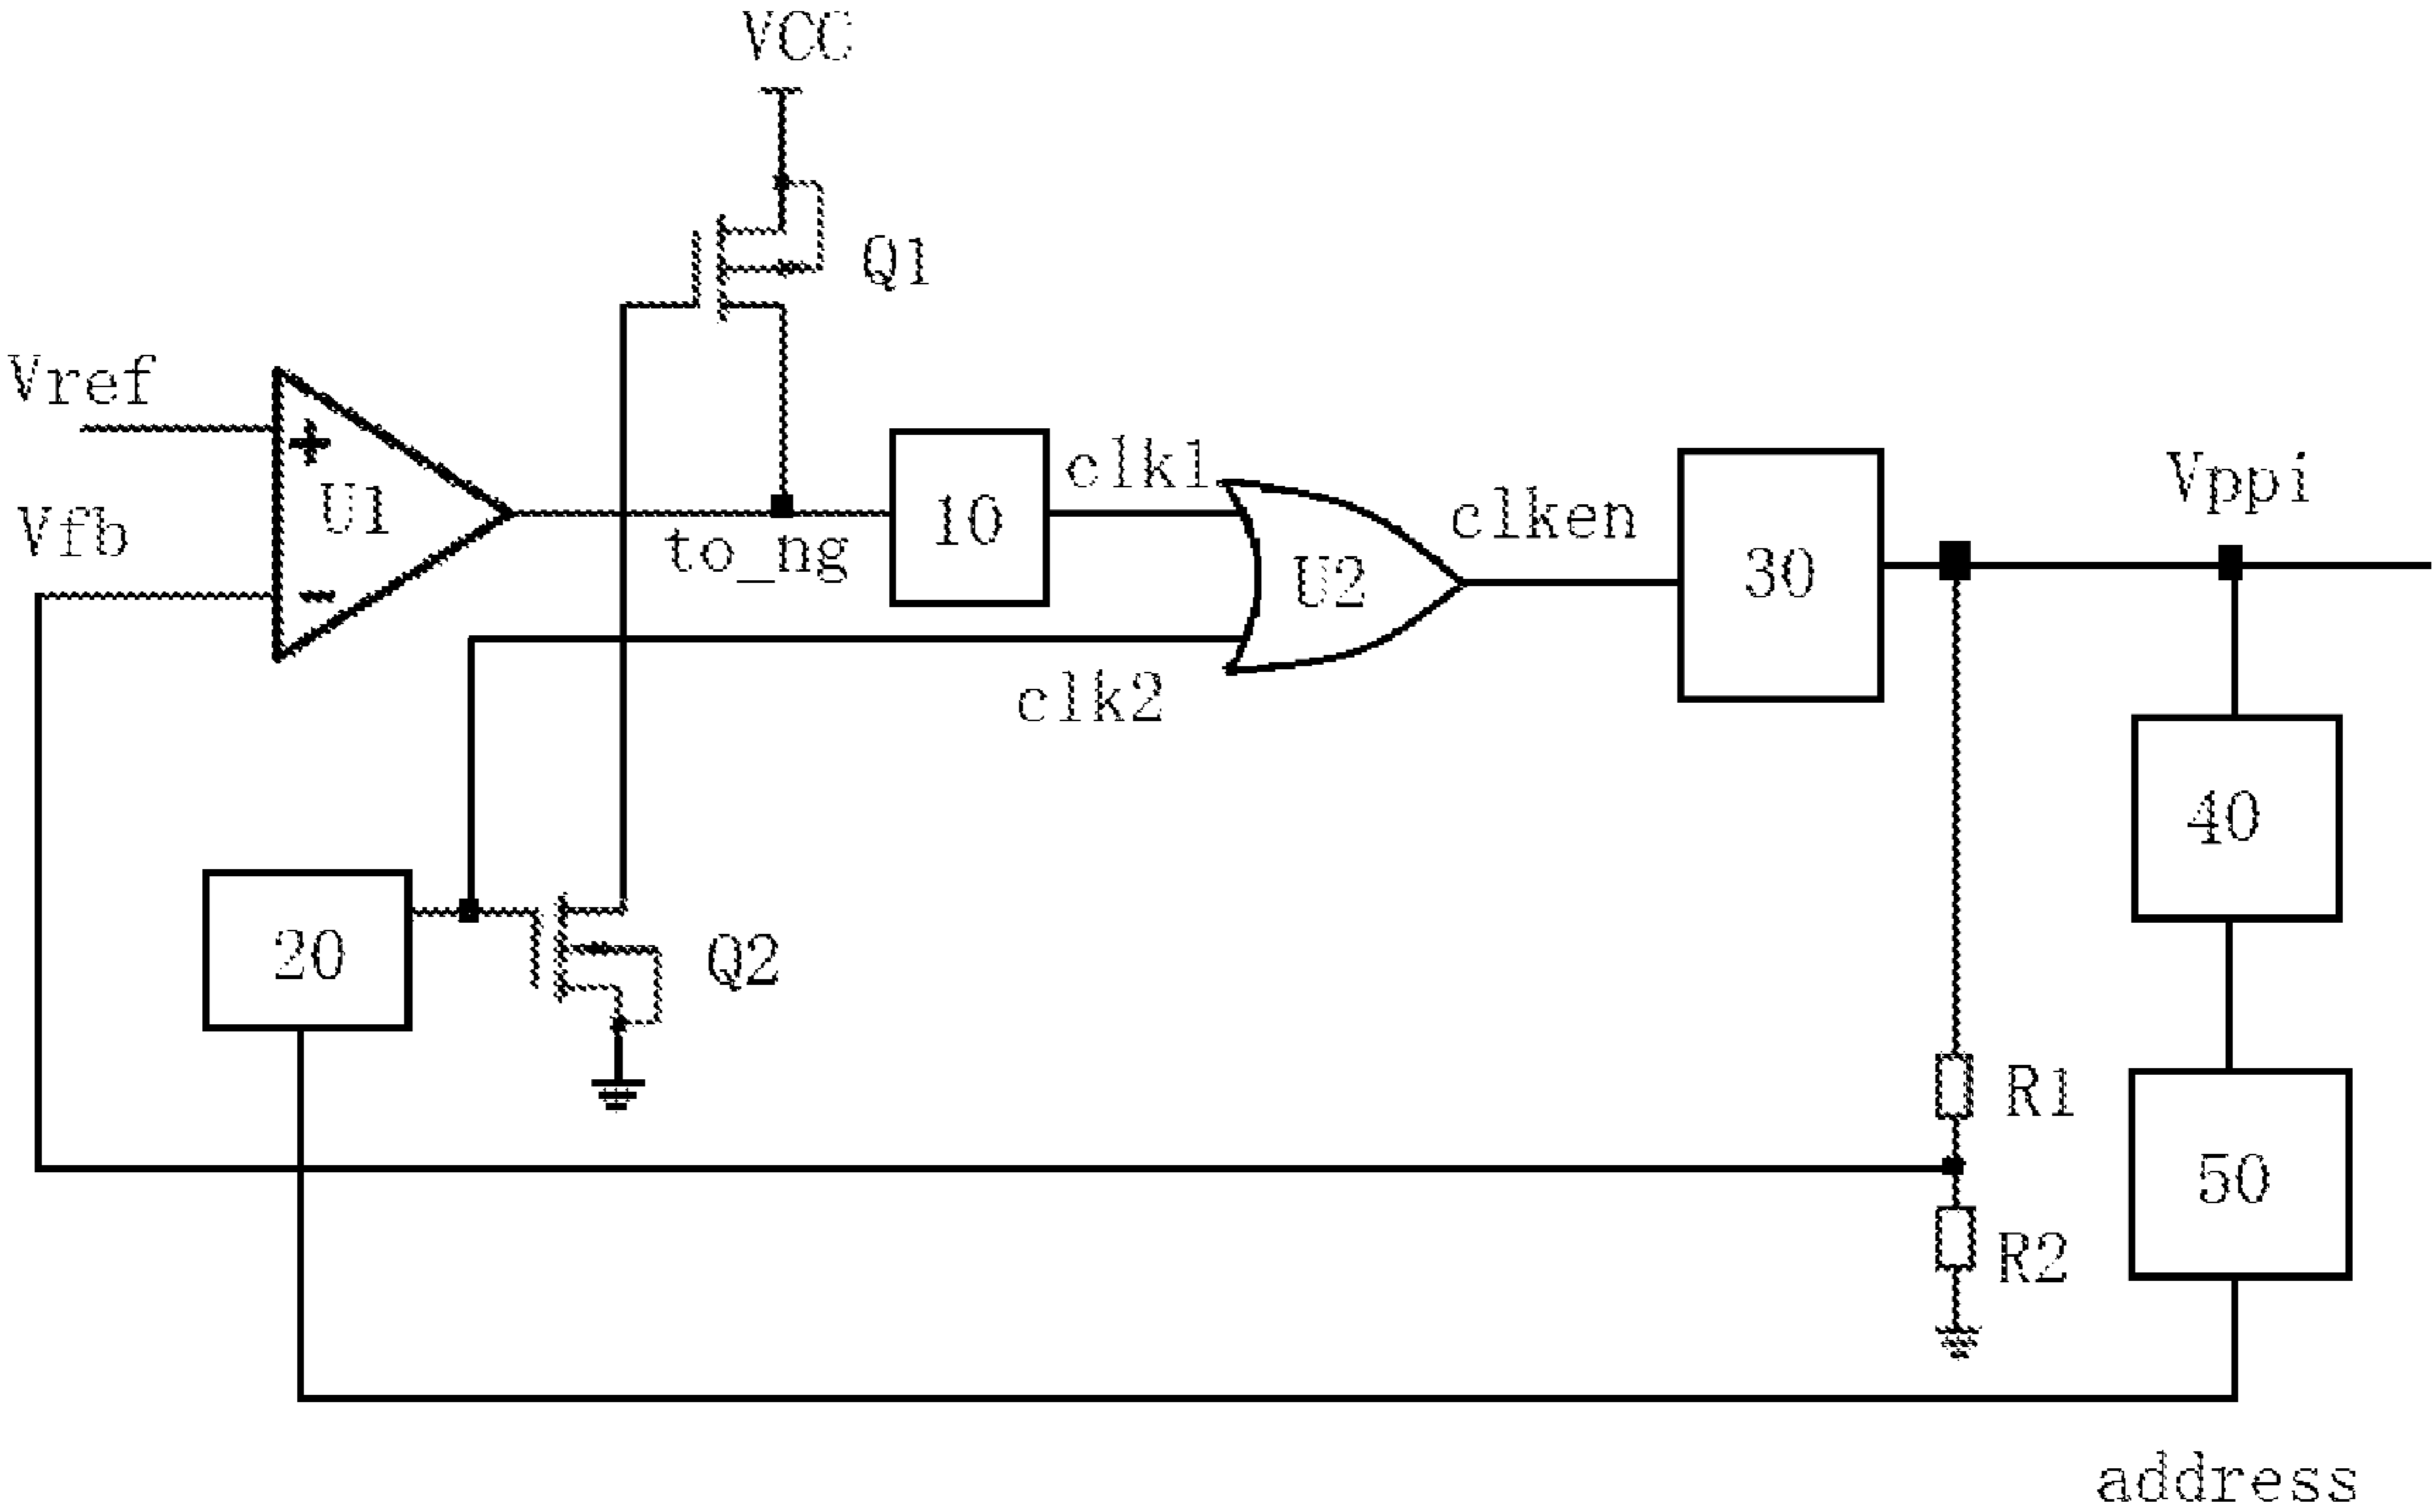 VCC
Q1
Vref
+
U1
Vfb
-
to_ng
10
clk1
U2
clk2
clken
30
Vppi
40
20
Q2
R1
50
R2
address